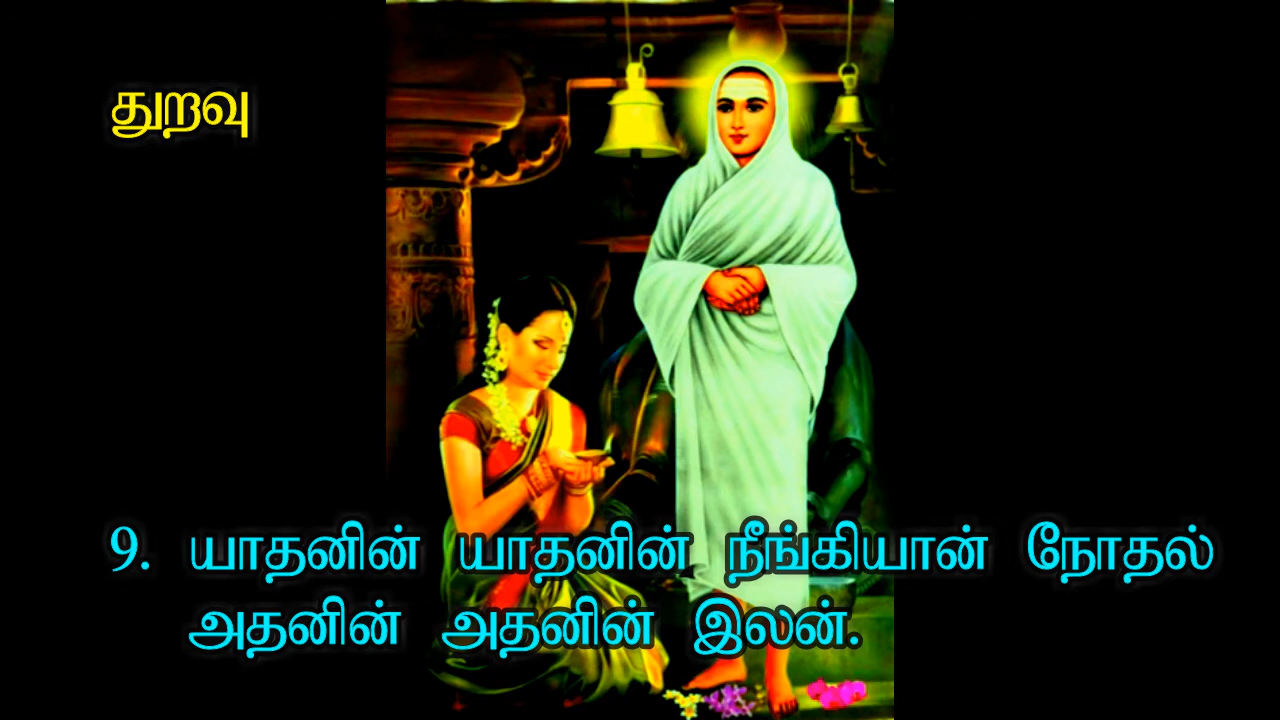 துறவு
9. யாதனின் யாதனின் நீங்கியான் நோதல்
அதனின் அதனின் இலன்.